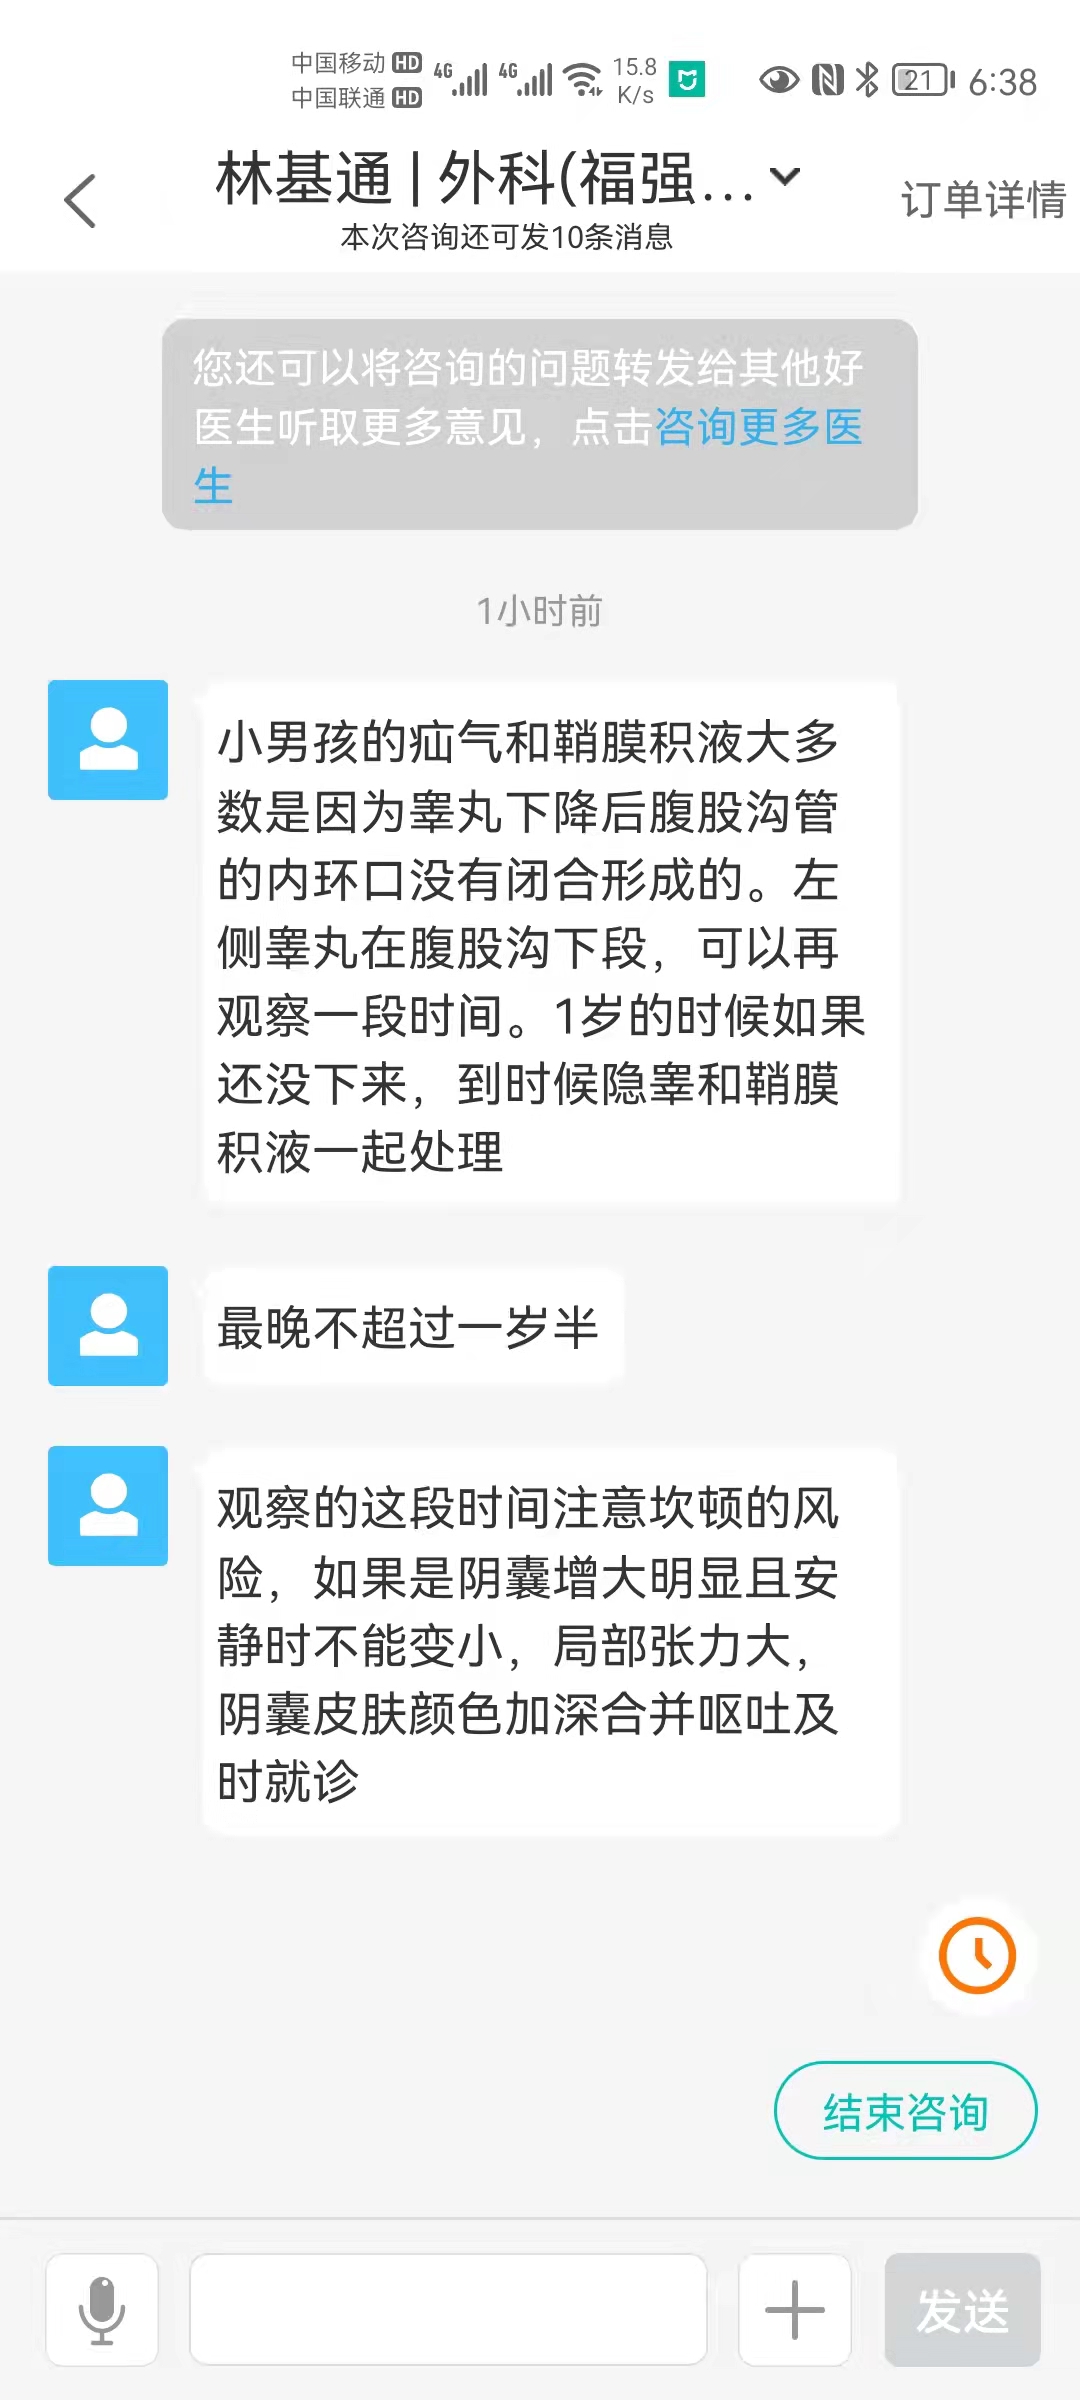 中国移动 HD 4G 4G 15.8 K/s 21 6:38
中国联通 HD
林基通 | 外科(福强...
订单详情
本次咨询还可发10条消息
您还可以将咨询的问题转发给其他好
医生听取更多意见，点击咨询更多医
生
1小时前
小男孩的疝气和鞘膜积液大多
数是因为睾丸下降后腹股沟管
的内环口没有闭合形成的。左
侧睾丸在腹股沟下段，可以再
观察一段时间。1岁的时候如果
还没下来，到时候隐睾和鞘膜
积液一起处理
最晚不超过一岁半
观察的这段时间注意坎顿的风
险，如果是阴囊增大明显且安
静时不能变小，局部张力大，
阴囊皮肤颜色加深合并呕吐及
时就诊
结束咨询
发送